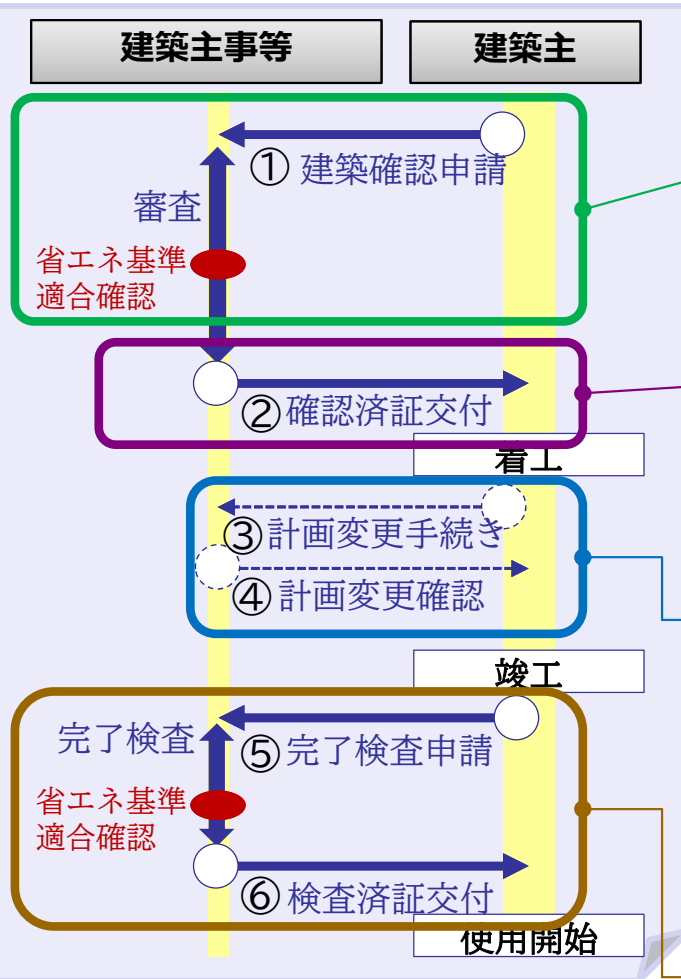 建築主事等
建築主
①建築確認申請
審査
省エネ基準
適合確認
②確認済証交付
着工
③計画変更手続き
④計画変更確認
竣工
完了検査
⑤完了検査申請
省エネ基準
適合確認
⑥検査済証交付
使用開始